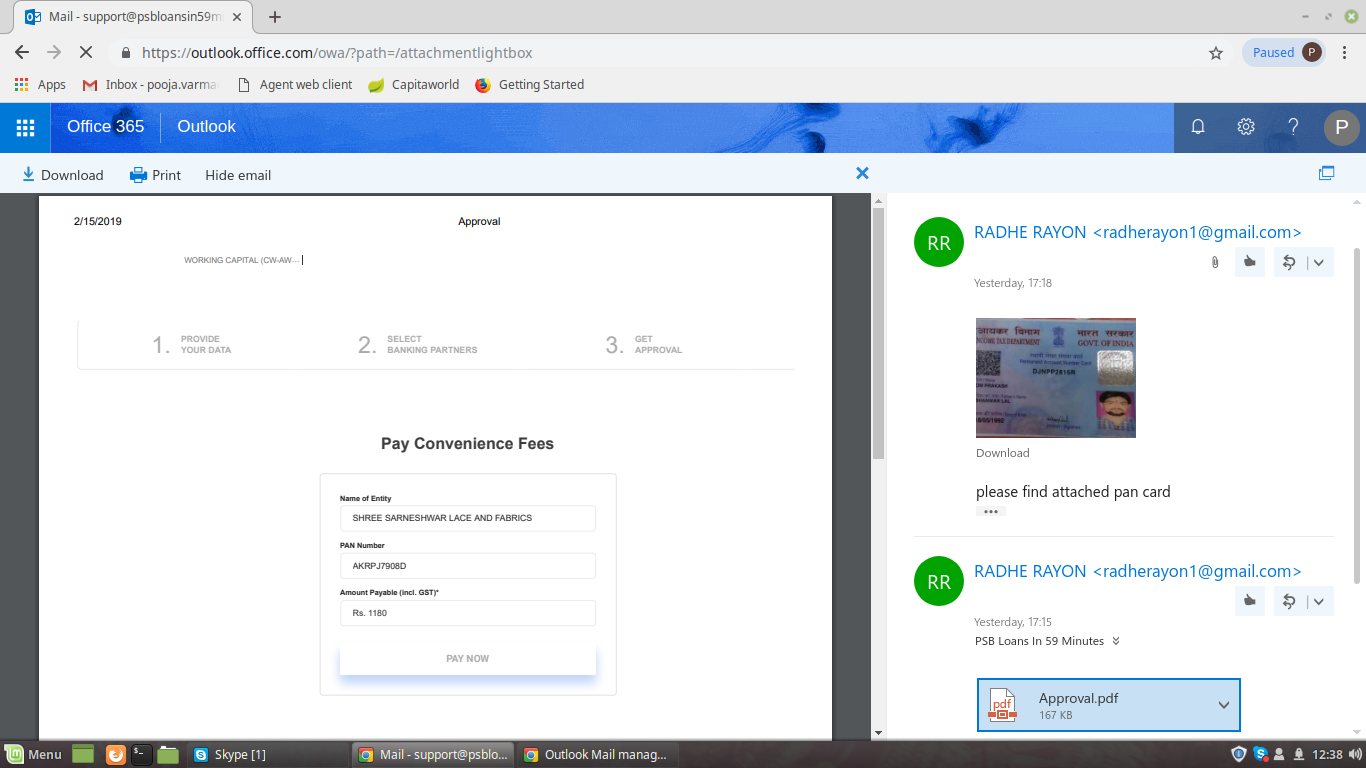 Mail - support@psbloansin59m
https://outlook.office.com/owa/?path=/attachmentlightbox
Paused P
Apps
Inbox - pooja.varma
Agent web client
Capitaworld
Getting Started
Office 365
Outlook
P
Download
Print
Hide email
2/15/2019
Approval
WORKING CAPITAL (CW-AW---
1. PROVIDE
YOUR DATA
2. SELECT
BANKING PARTNERS
3. GET
APPROVAL
Pay Convenience Fees
Name of Entity
SHREE SARNESHWAR LACE AND FABRICS
PAN Number
AKRPJ7908D
Amount Payable (incl. GST)*
Rs. 1180
PAY NOW
RR
RADHE RAYON <radherayon1@gmail.com>
Yesterday, 17:18
आयकर विभाग
भारत सरकार
INCOME TAX DEPARTMENT
GOVT. OF INDIA
Permanent Account Number Card
Download
please find attached pan card
RR
RADHE RAYON <radherayon1@gmail.com>
Yesterday, 17:15
PSB Loans In 59 Minutes
pdf
Approval.pdf
167 KB
Menu
Skype [1]
Mail - support@psblo...
Outlook Mail manag...
12:38